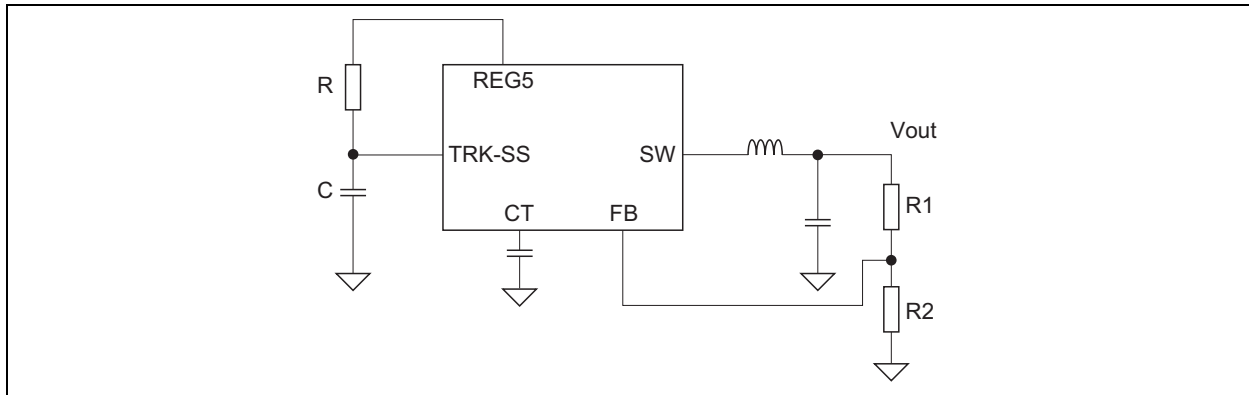 REG5
R
Vout
TRK-SS SW
C
R1
CT FB
R2